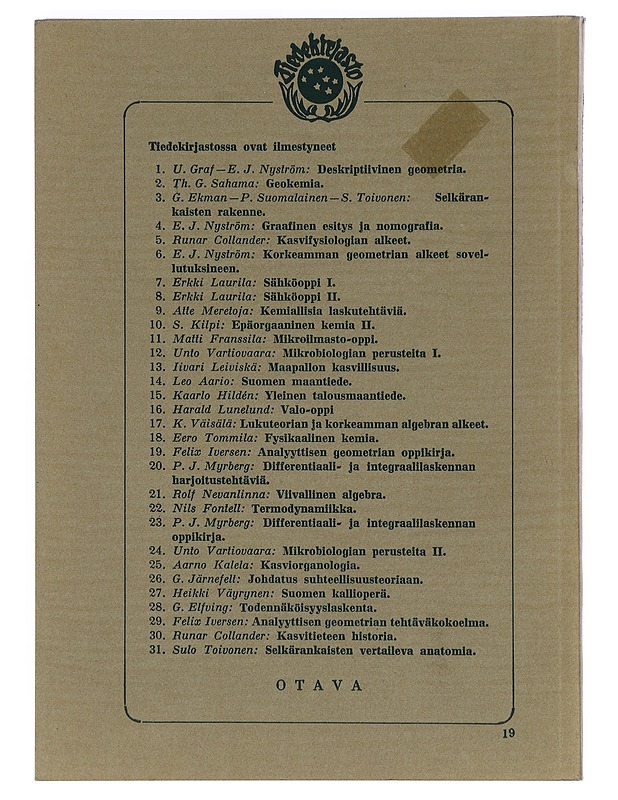 Tiedekirjasto
Tiedekirjastossa ovat ilmestyneet
1. U. Graf—E. J. Nyström: Deskriptiivinen geometria.
2. Th. G. Sahama: Geokemia.
3. G. Ekman—P. Suomalainen—S. Toivonen: Selkäran-
kaisten rakenne.
4. E. J. Nyström: Graafinen esitys ja nomografia.
5. Runar Collander: Kasvifysiologian alkeet.
6. E. J. Nyström: Korkeamman geometrian alkeet sovel-
lutuksineen.
7. Erkki Laurila: Sähköoppi I.
8. Erkki Laurila: Sähköoppi II.
9. Atte Meretoja: Kemiallisia laskutehtäviä.
10. S. Kilpi: Epäorgaaninen kemia II.
11. Matti Franssila: Mikroilmasto-oppi.
12. Unto Vartiovaara: Mikrobiologian perusteita I.
13. Iivari Leiviskä: Maapallon kasvillisuus.
14. Leo Aario: Suomen maantiede.
15. Kaarlo Hildén: Yleinen talousmaantiede.
16. Harald Lunelund: Valo-oppi
17. K. Väisälä: Lukuteorian ja korkeamman algebran alkeet.
18. Eero Tommila: Fysikaalinen kemia.
19. Felix Iversen: Analyyttisen geometrian oppikirja.
20. P. J. Myrberg: Differentiaali- ja integraalilaskennan
harjoitustehtäviä.
21. Rolf Nevanlinna: Viivallinen algebra.
22. Nils Fontell: Termodynamiikka.
23. P. J. Myrberg: Differentiaali- ja integraalilaskennan
oppikirja.
24. Unto Vartiovaara: Mikrobiologian perusteita II.
25. Aarno Kalela: Kasviorganologia.
26. G. Järnefelt: Johdatus suhteellisuusteoriaan.
27. Heikki Väyrynen: Suomen kallioperä.
28. G. Elfving: Todennäköisyyslaskenta.
29. Felix Iversen: Analyyttisen geometrian tehtäväkokoelma.
30. Runar Collander: Kasvitieteen historia.
31. Sulo Toivonen: Selkärankaisten vertaileva anatomia.
OTAVA
19